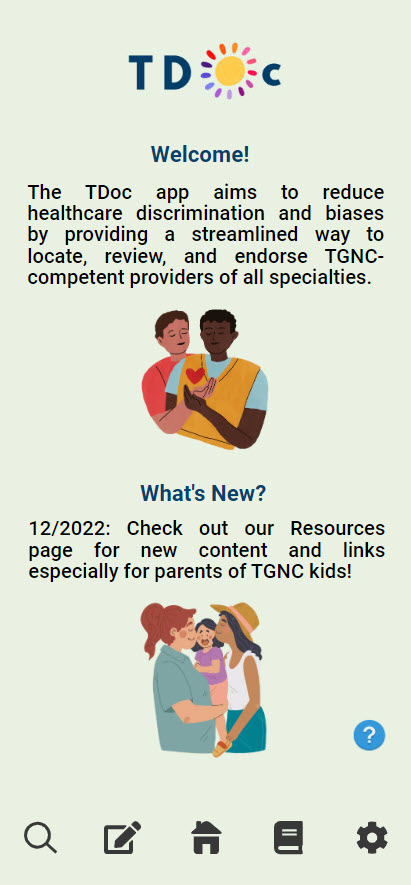 TDoc
Welcome!
The TDoc app aims to reduce
healthcare discrimination and biases
by providing a streamlined way to
locate, review, and endorse TGNC-
competent providers of all specialties.
What's New?
12/2022: Check out our Resources
page for new content and links
especially for parents of TGNC kids!
?